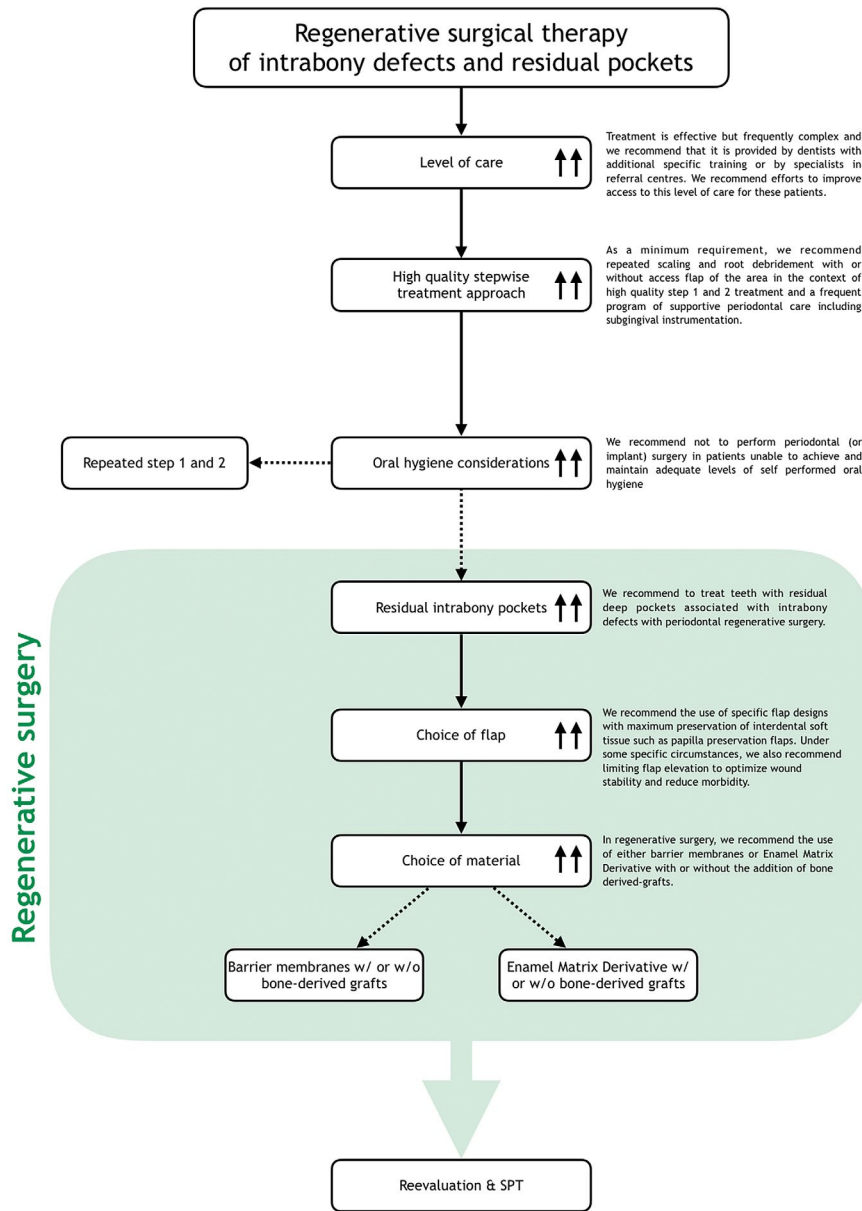 Regenerative surgical therapy
of intrabony defects and residual pockets
Level of care
Treatment is effective but frequently complex and
we recommend that it is provided by dentists with
additional specific training or by specialists in
referral centres. We recommend efforts to improve
access to this level of care for these patients.
High quality stepwise
treatment approach
As a minimum requirement, we recommend
repeated scaling and root debridement with or
without access flap of the area in the context of
high quality step 1 and 2 treatment and a frequent
program of supportive periodontal care including
subgingival instrumentation.
Repeated step 1 and 2
Oral hygiene considerations
We recommend not to perform periodontal (or
implant) surgery in patients unable to achieve and
maintain adequate levels of self performed oral
hygiene
Regenerative surgery
Residual intrabony pockets
We recommend to treat teeth with residual
deep pockets associated with intrabony
defects with periodontal regenerative surgery.
Choice of flap
We recommend the use of specific flap designs
with maximum preservation of interdental soft
tissue such as papilla preservation flaps. Under
some specific circumstances, we also recommend
limiting flap elevation to optimize wound
stability and reduce morbidity.
Choice of material
In regenerative surgery, we recommend the use
of either barrier membranes or Enamel Matrix
Derivative with or without the addition of bone
derived-grafts.
Barrier membranes w/ or w/o
bone-derived grafts
Enamel Matrix Derivative w/
or w/o bone-derived grafts
Reevaluation & SPT